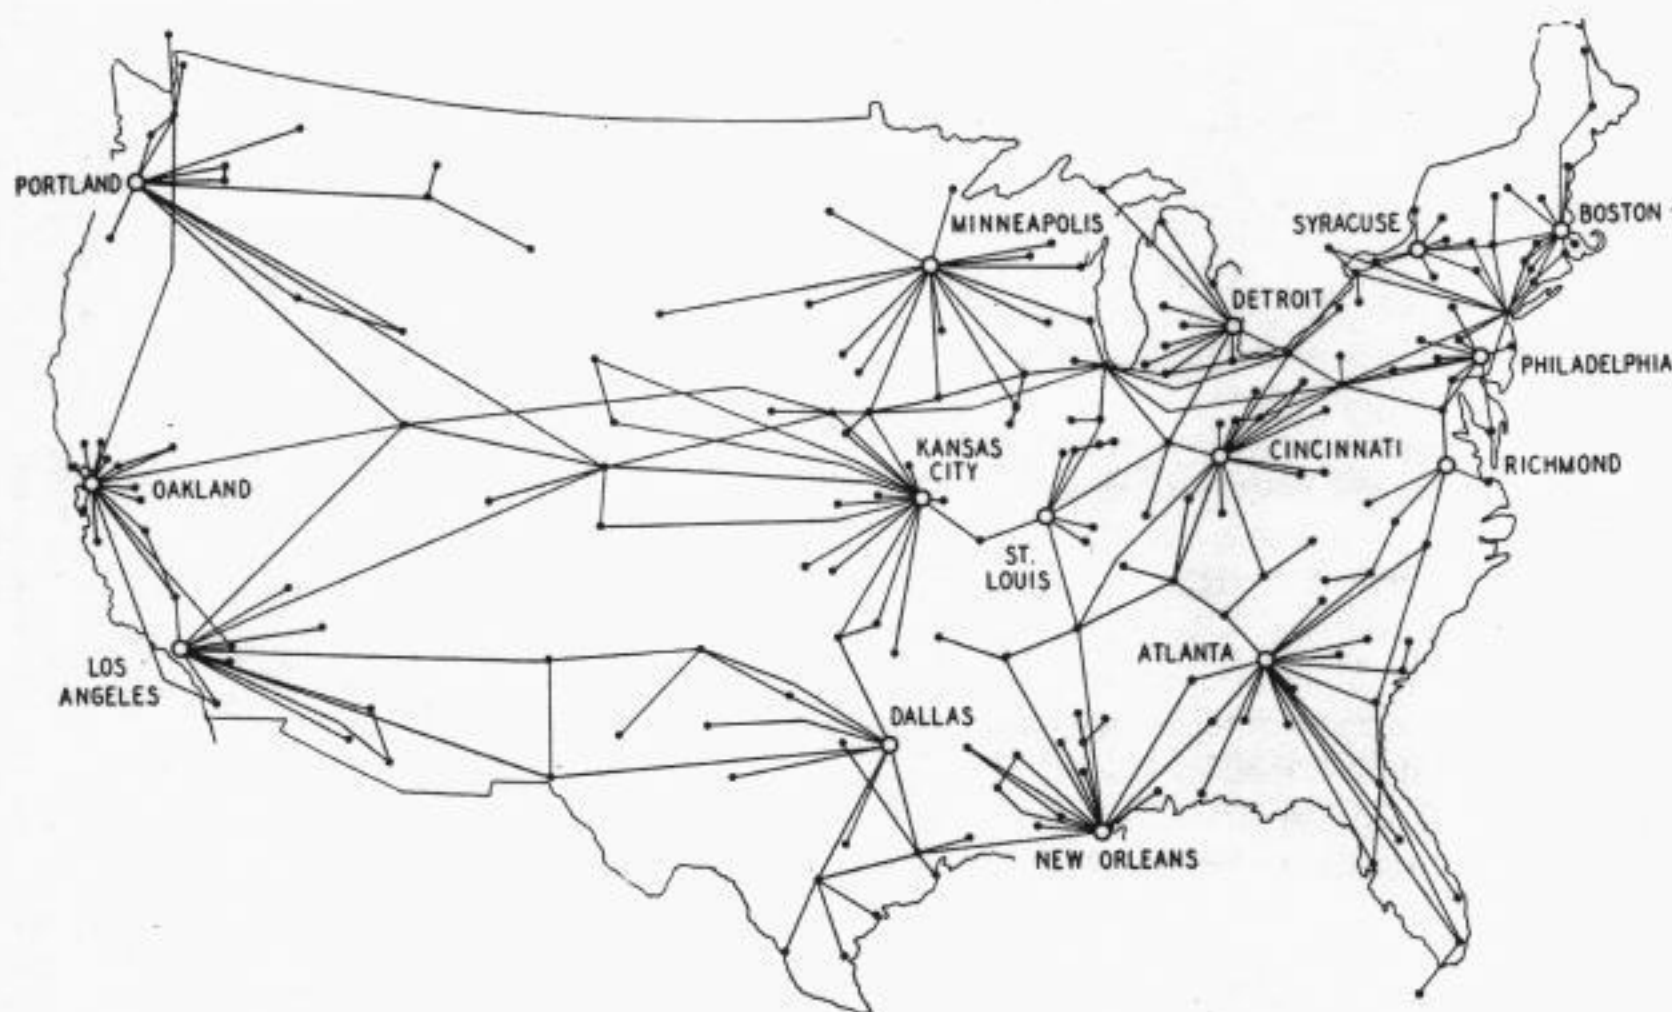 PORTLAND
MINNEAPOLIS
SYRACUSE
BOSTON
DETROIT
PHILADELPHIA
KANSAS
CITY
CINCINNATI
RICHMOND
OAKLAND
ST.
LOUIS
LOS
ANGELES
ATLANTA
DALLAS
NEW ORLEANS